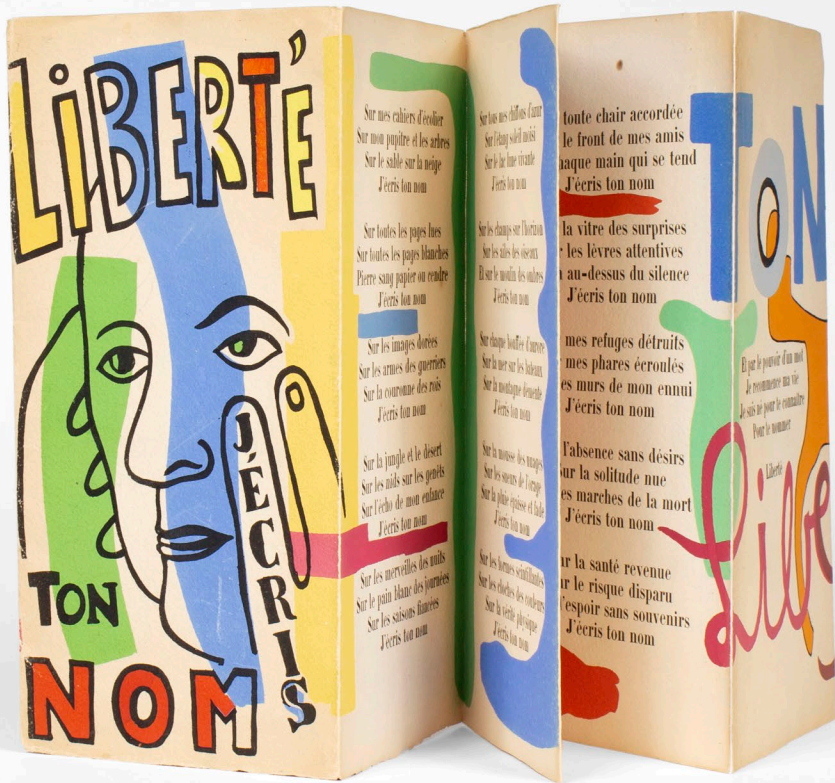 LiBERTÉ
J'ÉCRIS
TON
NOM
Sur mes cahiers d'écolier
Sur mon pupitre et les arbres
Sur le sable sur la neige
J'écris ton nom
Sur toutes les pages lues
Sur toutes les pages blanches
Pierre sang papier ou cendre
J'écris ton nom
Sur les images dorées
Sur les armes des guerriers
Sur la couronne des rois
J'écris ton nom
Sur la jungle et le désert
Sur les nids sur les genêts
Sur l'écho de mon enfance
J'écris ton nom
Sur les merveilles des nuits
Sur le pain blanc des journées
Sur les saisons fiancées
J'écris ton nom
Sur tous mes chiffons d'azur
Sur l'étang soleil moisi
Sur le lac lune vivante
J'écris ton nom
Sur les champs sur l'horizon
Sur les ailes des oiseaux
Et sur le moulin des ombres
J'écris ton nom
Sur chaque bouffée d'aurore
Sur la mer sur les bateaux
Sur la montagne démente
J'écris ton nom
Sur la mousse des nuages
Sur les sueurs de l'orage
Sur la pluie épaisse et fade
J'écris ton nom
Sur les formes scintillantes
Sur les cloches des couleurs
Sur la vérité physique
J'écris ton nom
toute chair accordée
le front de mes amis
haque main qui se tend
J'écris ton nom
la vitre des surprises
les lèvres attentives
au-dessus du silence
J'écris ton nom
mes refuges détruits
mes phares écroulés
es murs de mon ennui
J'écris ton nom
l'absence sans désirs
ur la solitude nue
es marches de la mort
J'écris ton nom
ur la santé revenue
ur le risque disparu
l'espoir sans souvenirs
J'écris ton nom
TON
Et par le pouvoir d'un mot
Je recommence ma vie
Je suis né pour te connaître
Pour te nommer
Liberté
Libe